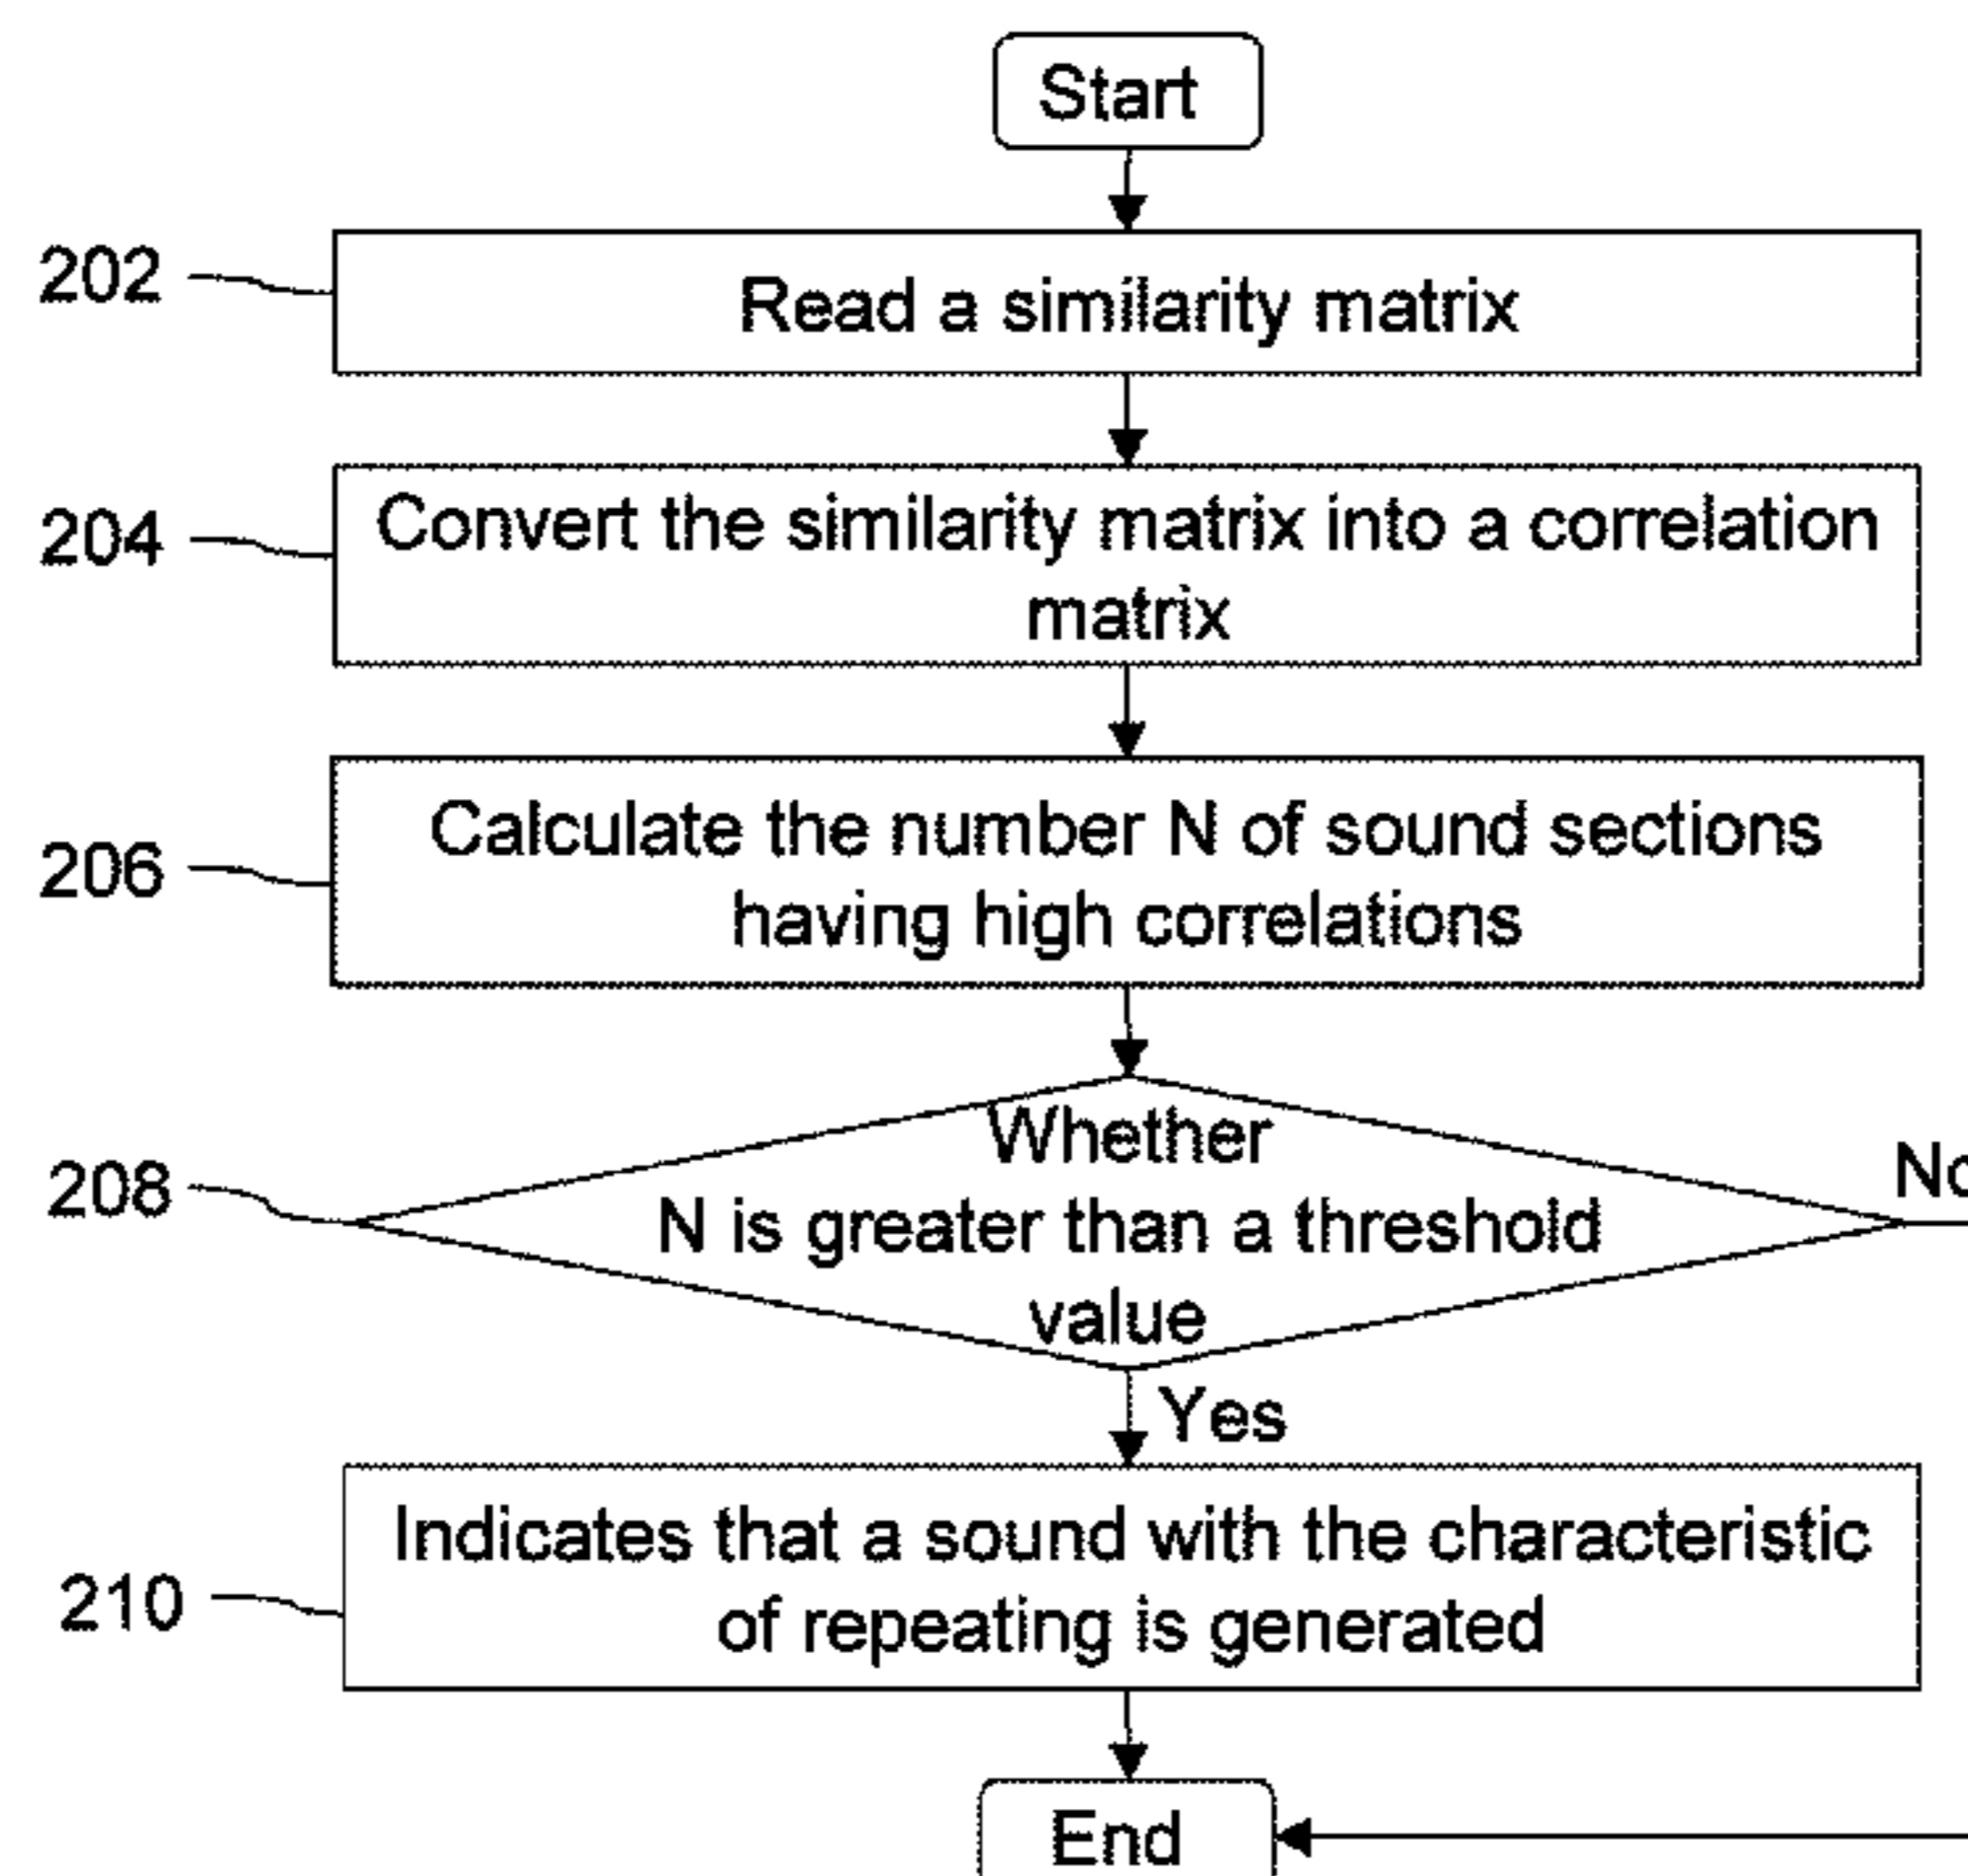 Start
202
Read a similarity matrix
204
Convert the similarity matrix into a correlation
matrix
206
Calculate the number N of sound sections
having high correlations
208
Whether
N is greater than a threshold
value
No
Yes
210
Indicates that a sound with the characteristic
of repeating is generated
End